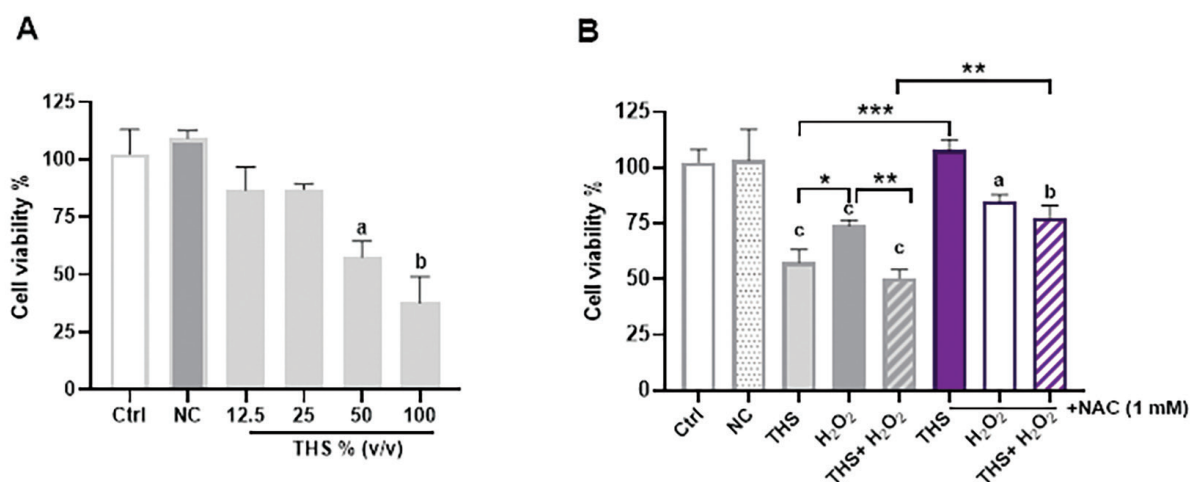 A
Cell viability %
125
100
75
50
25
0
a
b
Ctrl NC 12.5 25 50 100
THS % (v/v)
B
Cell viability %
125
100
75
50
25
0
**
***
* **
c c c a b
Ctrl NC THS H₂O₂ THS+ H₂O₂ THS H₂O₂ THS+ H₂O₂
+NAC (1 mM)